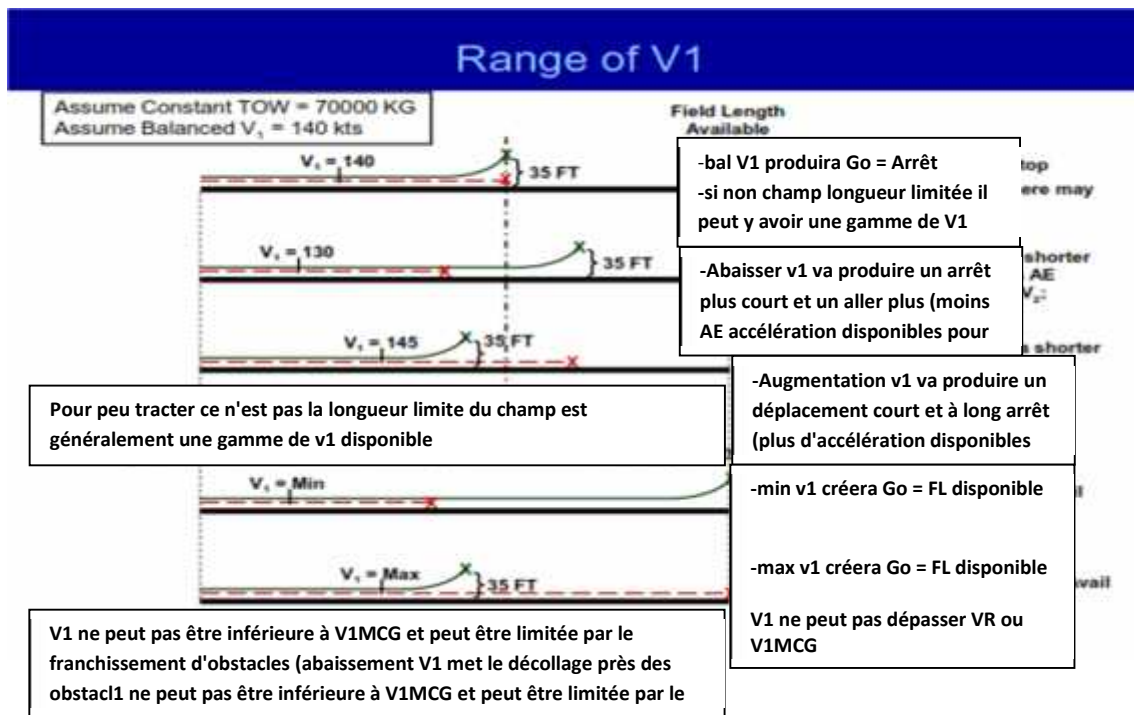 Range of V1
Assume Constant TOW = 70000 KG
Assume Balanced V₁ = 140 kts
Field Length
Available
V₁ = 140
35 FT
-bal V1 produira Go = Arrêt
-si non champ longueur limitée il
peut y avoir une gamme de V1
top
ere may
V₁ = 130
35 FT
-Abaisser v1 va produire un arrêt
plus court et un aller plus (moins
AE accélération disponibles pour
shorter
AE
V₁ = 145
35 FT
shorter
-Augmentation v1 va produire un
déplacement court et à long arrêt
(plus d'accélération disponibles
Pour peu tracter ce n'est pas la longueur limite du champ est
généralement une gamme de v1 disponible
V₁ = Min
-min v1 créera Go = FL disponible
-max v1 créera Go = FL disponible
V1 ne peut pas dépasser VR ou
V1MCG
V₁ = Max
35 FT
avail
V1 ne peut pas être inférieure à V1MCG et peut être limitée par le
franchissement d'obstacles (abaissement V1 met le décollage près des
obstacl1 ne peut pas être inférieure à V1MCG et peut être limitée par le